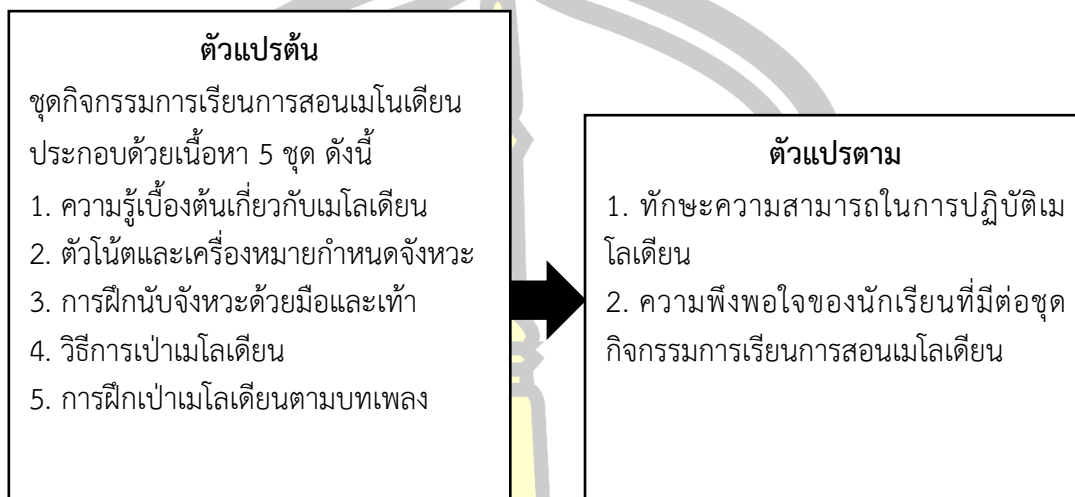 ตัวแปรต้น
ชุดกิจกรรมการเรียนการสอนเมโนเดียน
ประกอบด้วยเนื้อหา 5 ชุด ดังนี้
1. ความรู้เบื้องต้นเกี่ยวกับเมโลเดียน
2. ตัวโน้ตและเครื่องหมายกำหนดจังหวะ
3. การฝึกนับจังหวะด้วยมือและเท้า
4. วิธีการเป่าเมโลเดียน
5. การฝึกเป่าเมโลเดียนตามบทเพลง
ตัวแปรตาม
1. ทักษะความสามารถในการปฏิบัติเม
โลเดียน
2. ความพึงพอใจของนักเรียนที่มีต่อชุด
กิจกรรมการเรียนการสอนเมโลเดียน